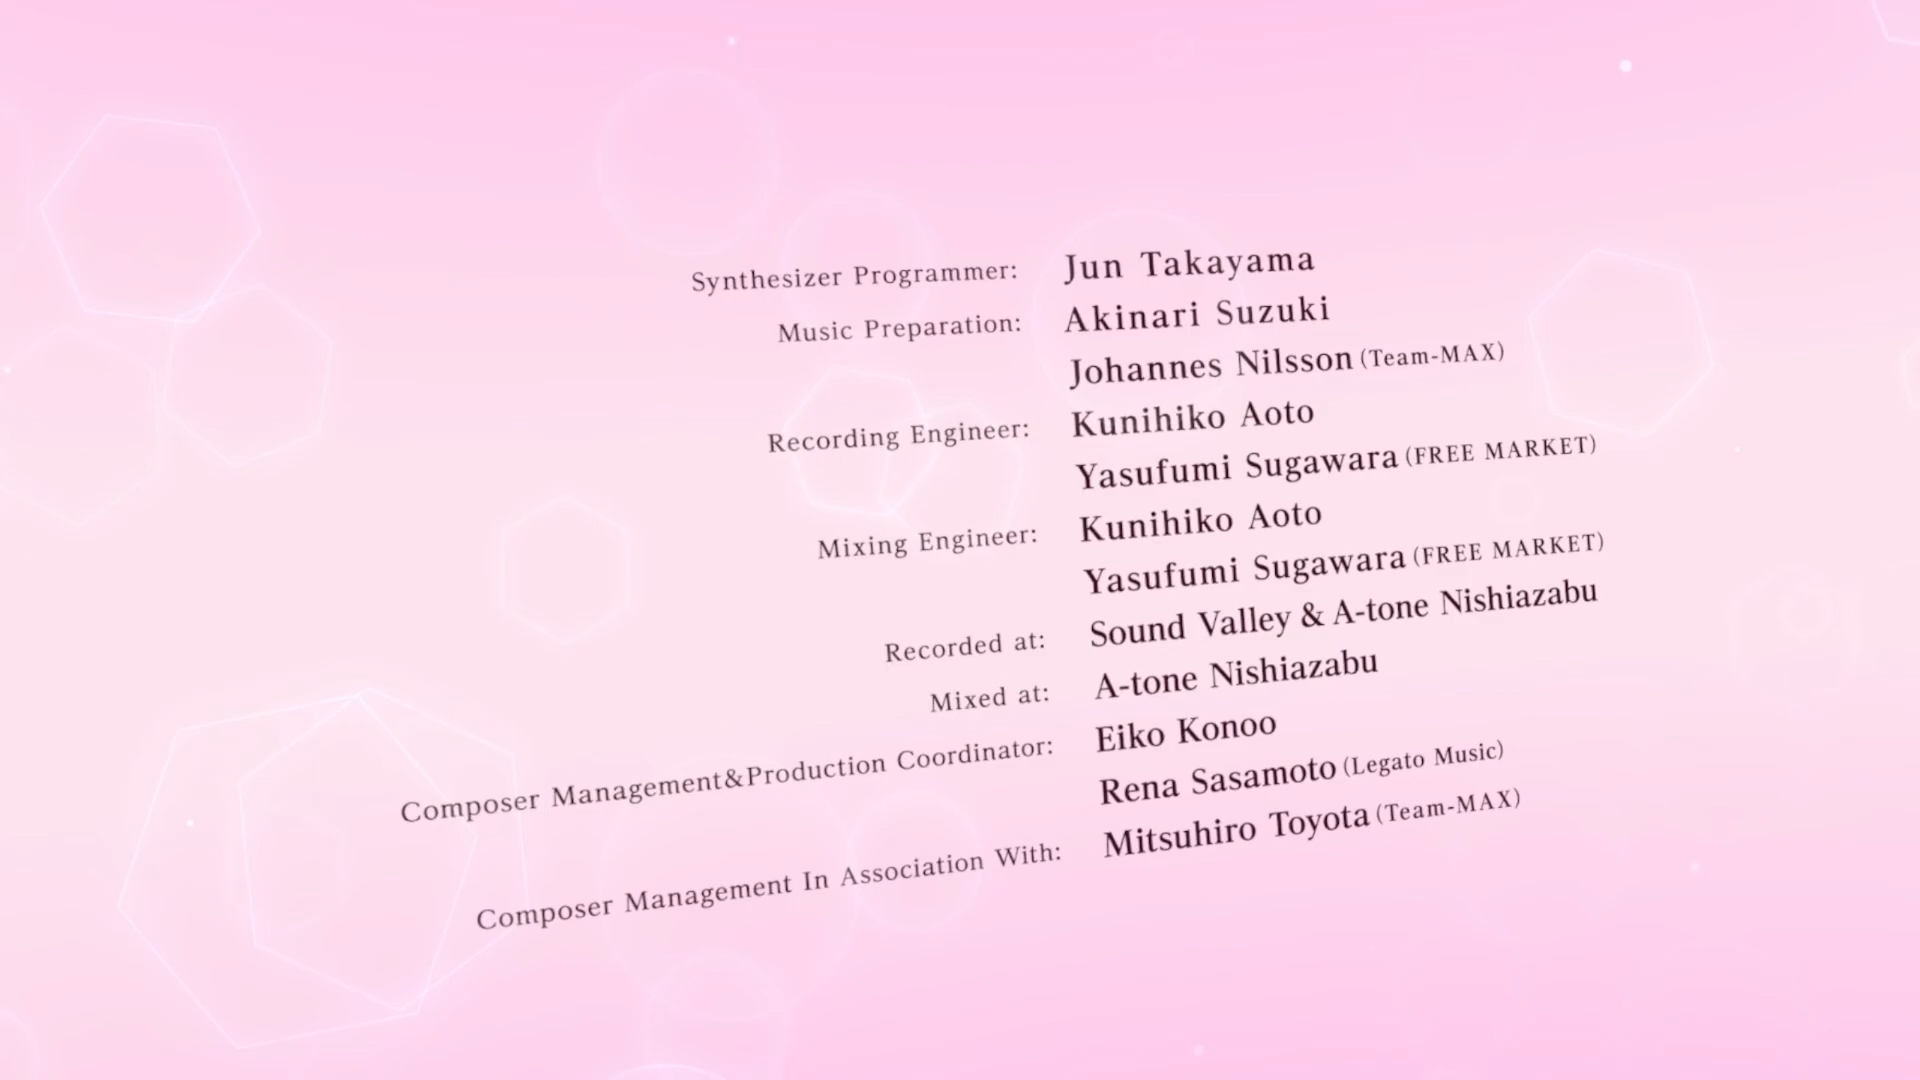 Synthesizer Programmer: Jun Takayama
Music Preparation: Akinari Suzuki
Johannes Nilsson (Team-MAX)
Recording Engineer: Kunihiko Aoto
Yasufumi Sugawara (FREE MARKET)
Mixing Engineer: Kunihiko Aoto
Yasufumi Sugawara (FREE MARKET)
Recorded at: Sound Valley & A-tone Nishiazabu
Mixed at: A-tone Nishiazabu
Composer Management&Production Coordinator: Eiko Konoo
Rena Sasamoto (Legato Music)
Composer Management In Association With: Mitsuhiro Toyota (Team-MAX)